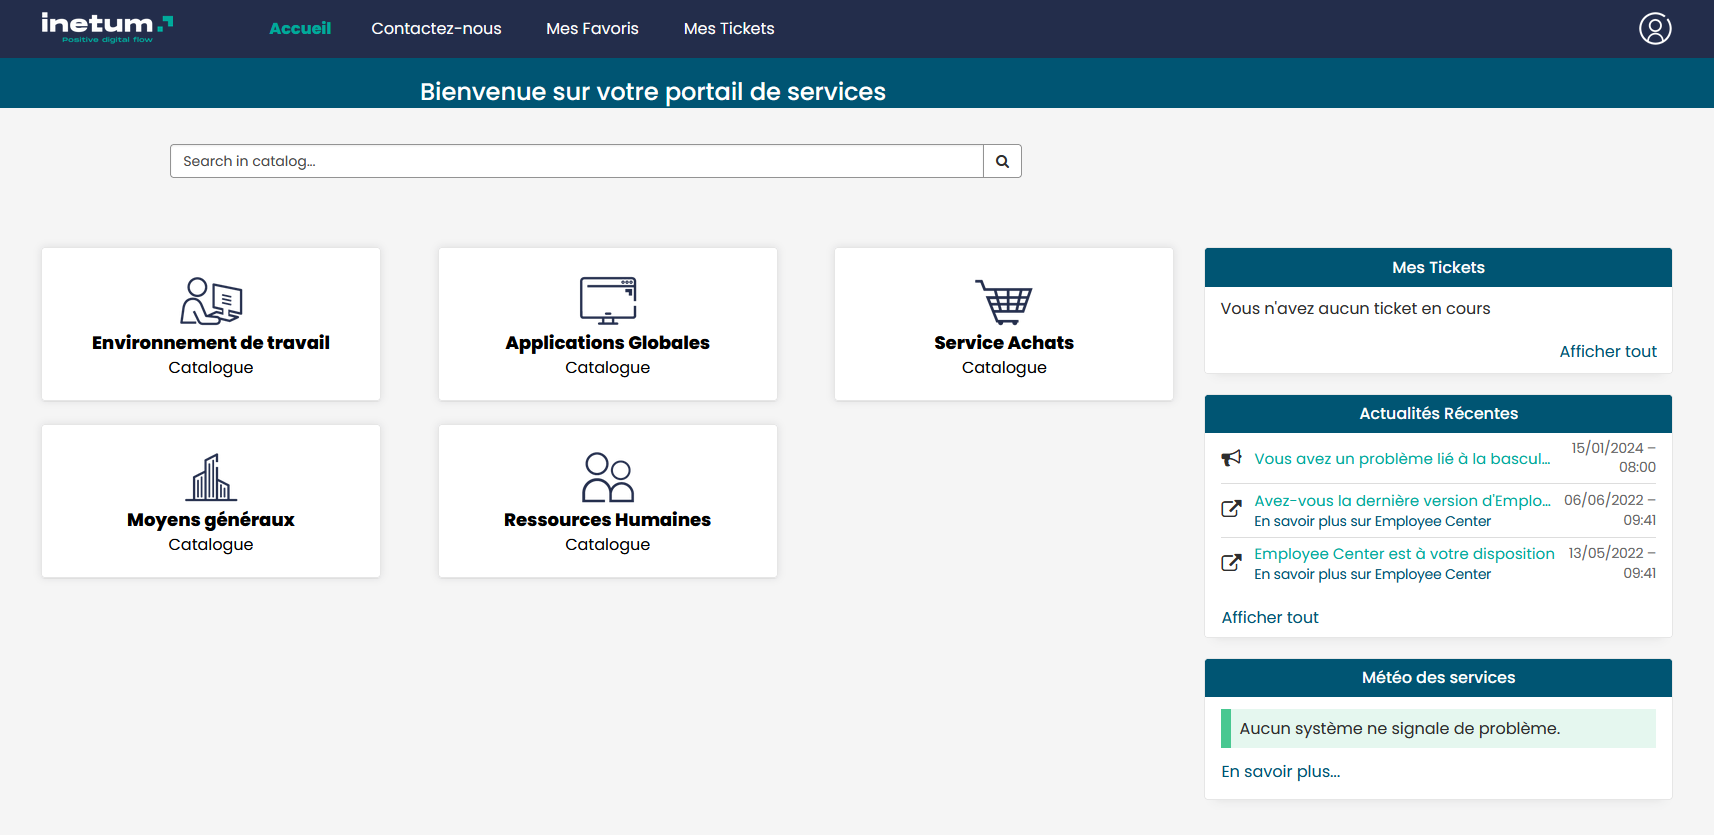 inetum
Positive digital flow
Accueil
Contactez-nous
Mes Favoris
Mes Tickets
Bienvenue sur votre portail de services
Search in catalog...
Environnement de travail
Catalogue
Applications Globales
Catalogue
Service Achats
Catalogue
Moyens généraux
Catalogue
Ressources Humaines
Catalogue
Mes Tickets
Vous n'avez aucun ticket en cours
Afficher tout
Actualités Récentes
Vous avez un problème lié à la bascul...
15/01/2024 –
08:00
Avez-vous la dernière version d'Emplo...
En savoir plus sur Employee Center
06/06/2022 –
09:41
Employee Center est à votre disposition
En savoir plus sur Employee Center
13/05/2022 –
09:41
Afficher tout
Météo des services
Aucun système ne signale de problème.
En savoir plus...